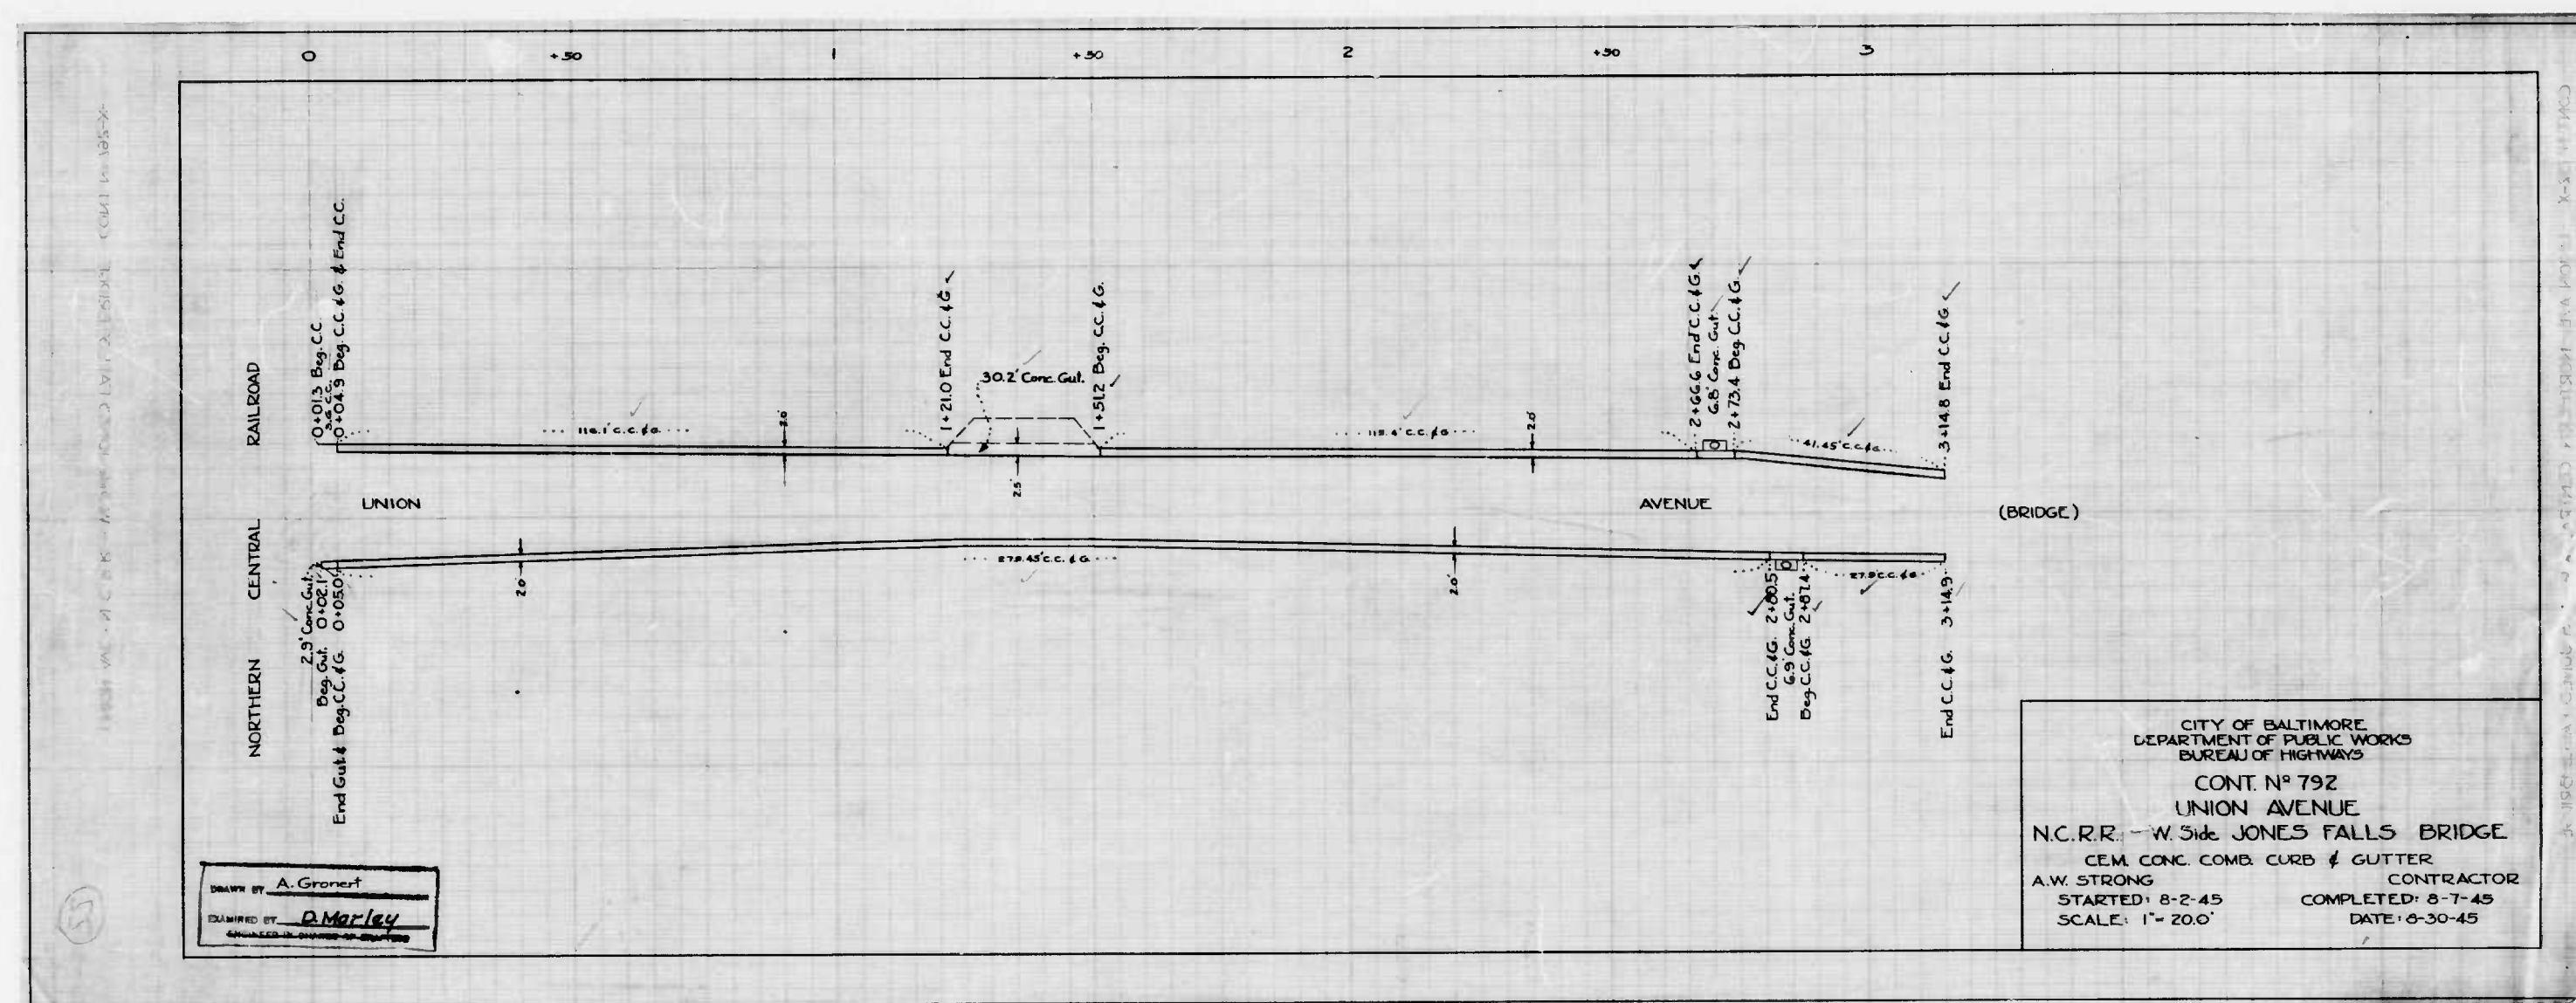 0 +50 1 +50 2 +50 3
RAILROAD
0+01.3 Beg. C.C.
3.6 C.C.
0+04.9 Beg. C.C. & G. & End C.C.
116.1' C.C. & G.
2.0'
1+21.0 End C.C. & G.
30.2' Conc. Gut.
2.5'
1+51.2 Beg. C.C. & G.
C.C. & G.
2.0'
2+66.6 End C.C. & G.
6.8' Conc. Gut.
2+73.4 Beg. C.C. & G.
41.45' C.C. & G.
3+14.8 End C.C. & G.
UNION AVENUE
(BRIDGE)
NORTHERN CENTRAL
2.9' Conc. Gut.
Beg. Gut. 0+02.1
End Gut. & Beg. C.C. & G. 0+05.0
2.0'
C.C. & G.
2.0'
End C.C. & G. 2+80.5
6.9' Conc. Gut.
Beg. C.C. & G. 2+87.4
27.9' C.C. & G.
End C.C. & G. 3+14.9
DRAWN BY A. Gronert
EXAMINED BY D. Marley
ENGINEER IN CHARGE OF DRAFTING
CITY OF BALTIMORE
DEPARTMENT OF PUBLIC WORKS
BUREAU OF HIGHWAYS
CONT. Nº 792
UNION AVENUE
N.C.R.R. - W. Side JONES FALLS BRIDGE
CEM. CONC. COMB. CURB & GUTTER
A.W. STRONG CONTRACTOR
STARTED: 8-2-45 COMPLETED: 8-7-45
SCALE: 1"=20.0' DATE: 8-30-45